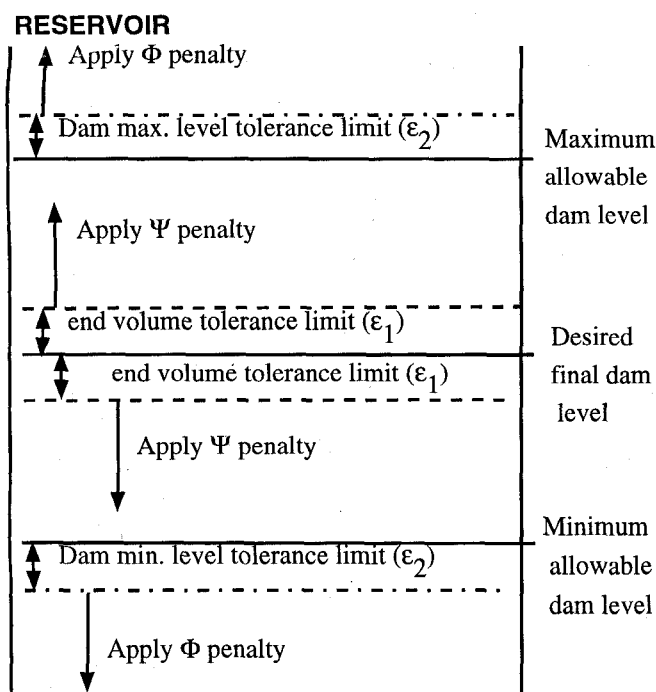 RESERVOIR
Apply Φ penalty
Dam max. level tolerance limit (ε2)
Maximum
allowable
dam level
Apply Ψ penalty
end volume tolerance limit (ε1)
Desired
final dam
level
end volume tolerance limit (ε1)
Apply Ψ penalty
Minimum
allowable
dam level
Dam min. level tolerance limit (ε2)
Apply Φ penalty